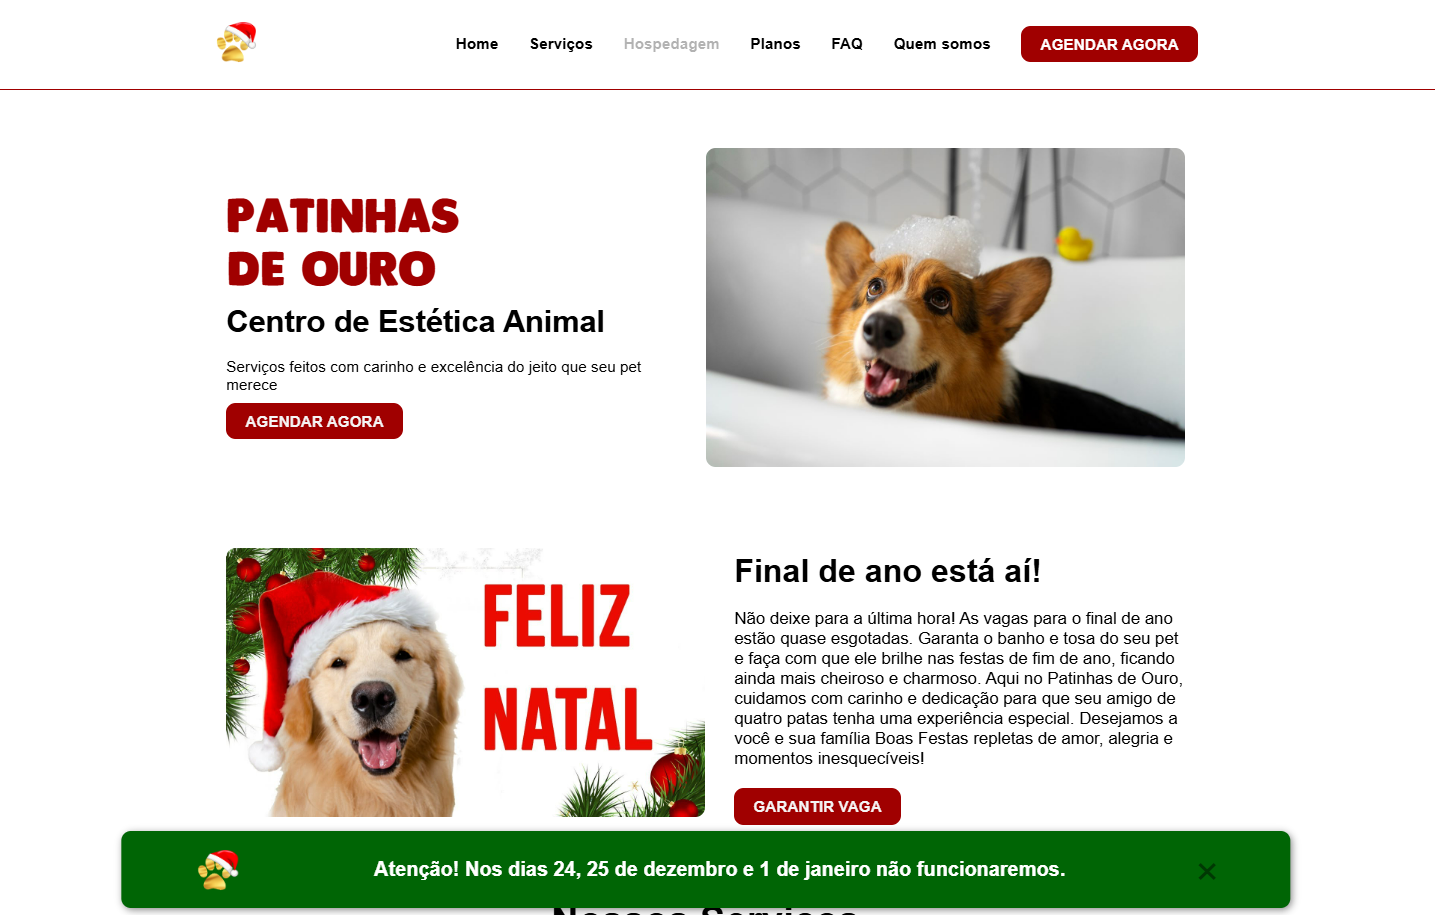 Home Serviços Hospedagem Planos FAQ Quem somos AGENDAR AGORA
PATINHAS
DE OURO
Centro de Estética Animal
Serviços feitos com carinho e excelência do jeito que seu pet
merece
AGENDAR AGORA
FELIZ
NATAL
Final de ano está aí!
Não deixe para a última hora! As vagas para o final de ano
estão quase esgotadas. Garanta o banho e tosa do seu pet
e faça com que ele brilhe nas festas de fim de ano, ficando
ainda mais cheiroso e charmoso. Aqui no Patinhas de Ouro,
cuidamos com carinho e dedicação para que seu amigo de
quatro patas tenha uma experiência especial. Desejamos a
você e sua família Boas Festas repletas de amor, alegria e
momentos inesquecíveis!
GARANTIR VAGA
Atenção! Nos dias 24, 25 de dezembro e 1 de janeiro não funcionaremos.
Nossos Serviços